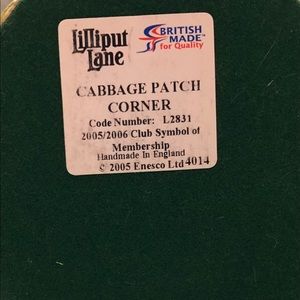 Lilliput
Lane
BRITISH
MADE
for Quality
CABBAGE PATCH
CORNER
Code Number: L2831
2005/2006 Club Symbol of
Membership
Handmade In England
© 2005 Enesco Ltd 4014